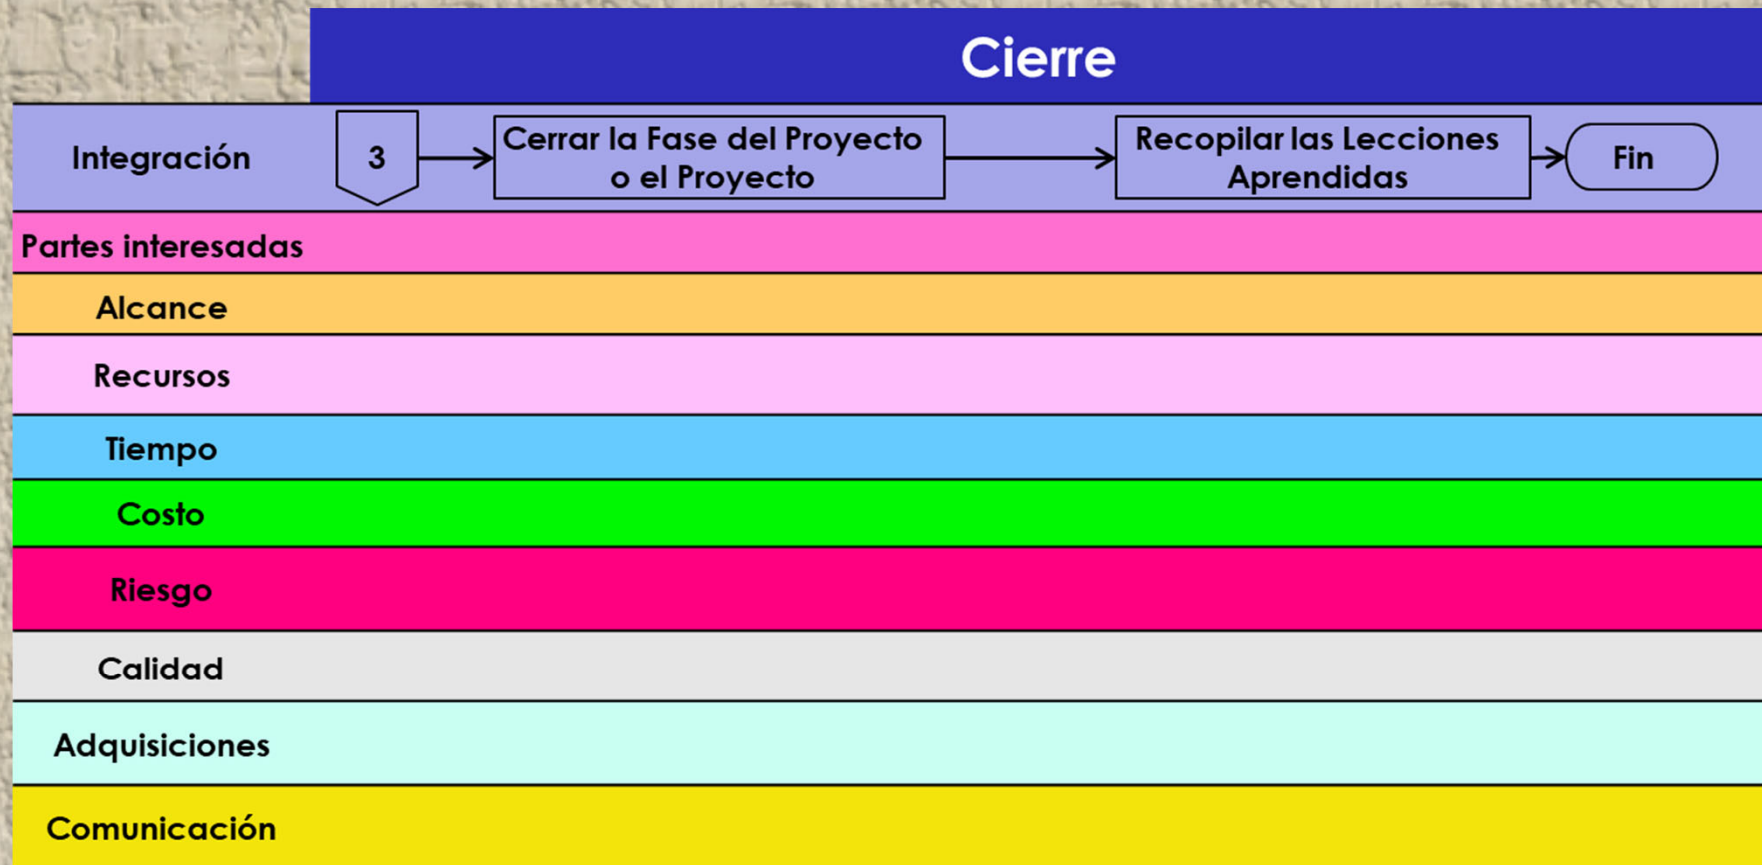 Cierre
Integración
3
Cerrar la Fase del Proyecto
o el Proyecto
Recopilar las Lecciones
Aprendidas
Fin
Partes interesadas
Alcance
Recursos
Tiempo
Costo
Riesgo
Calidad
Adquisiciones
Comunicación